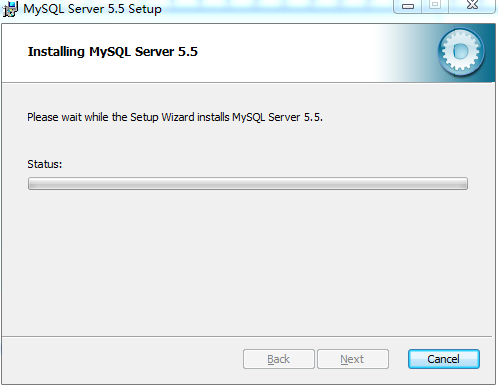 MySQL Server 5.5 Setup
Installing MySQL Server 5.5
Please wait while the Setup Wizard installs MySQL Server 5.5.
Status:
Back Next Cancel